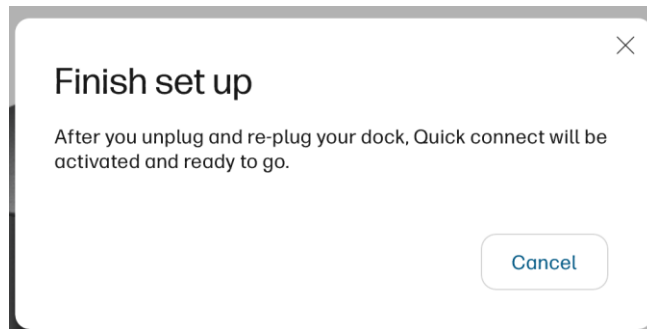 Finish set up
After you unplug and re-plug your dock, Quick connect will be
activated and ready to go.
Cancel